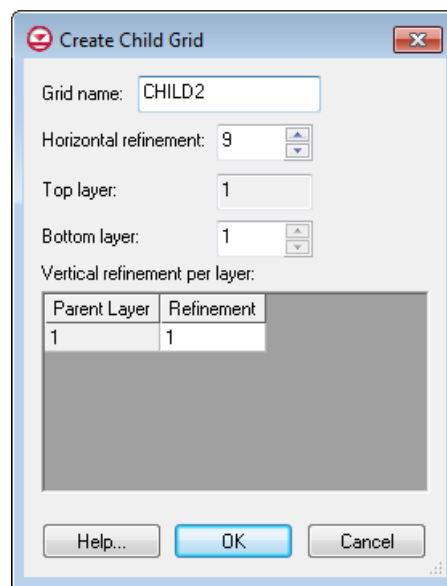 Create Child Grid
Grid name: CHILD2
Horizontal refinement: 9
Top layer: 1
Bottom layer: 1
Vertical refinement per layer:
Parent Layer Refinement
1 1
Help... OK Cancel